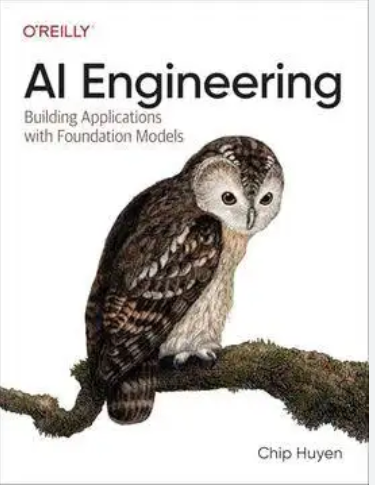 O'REILLY
AI Engineering
Building Applications
with Foundation Models
Chip Huyen